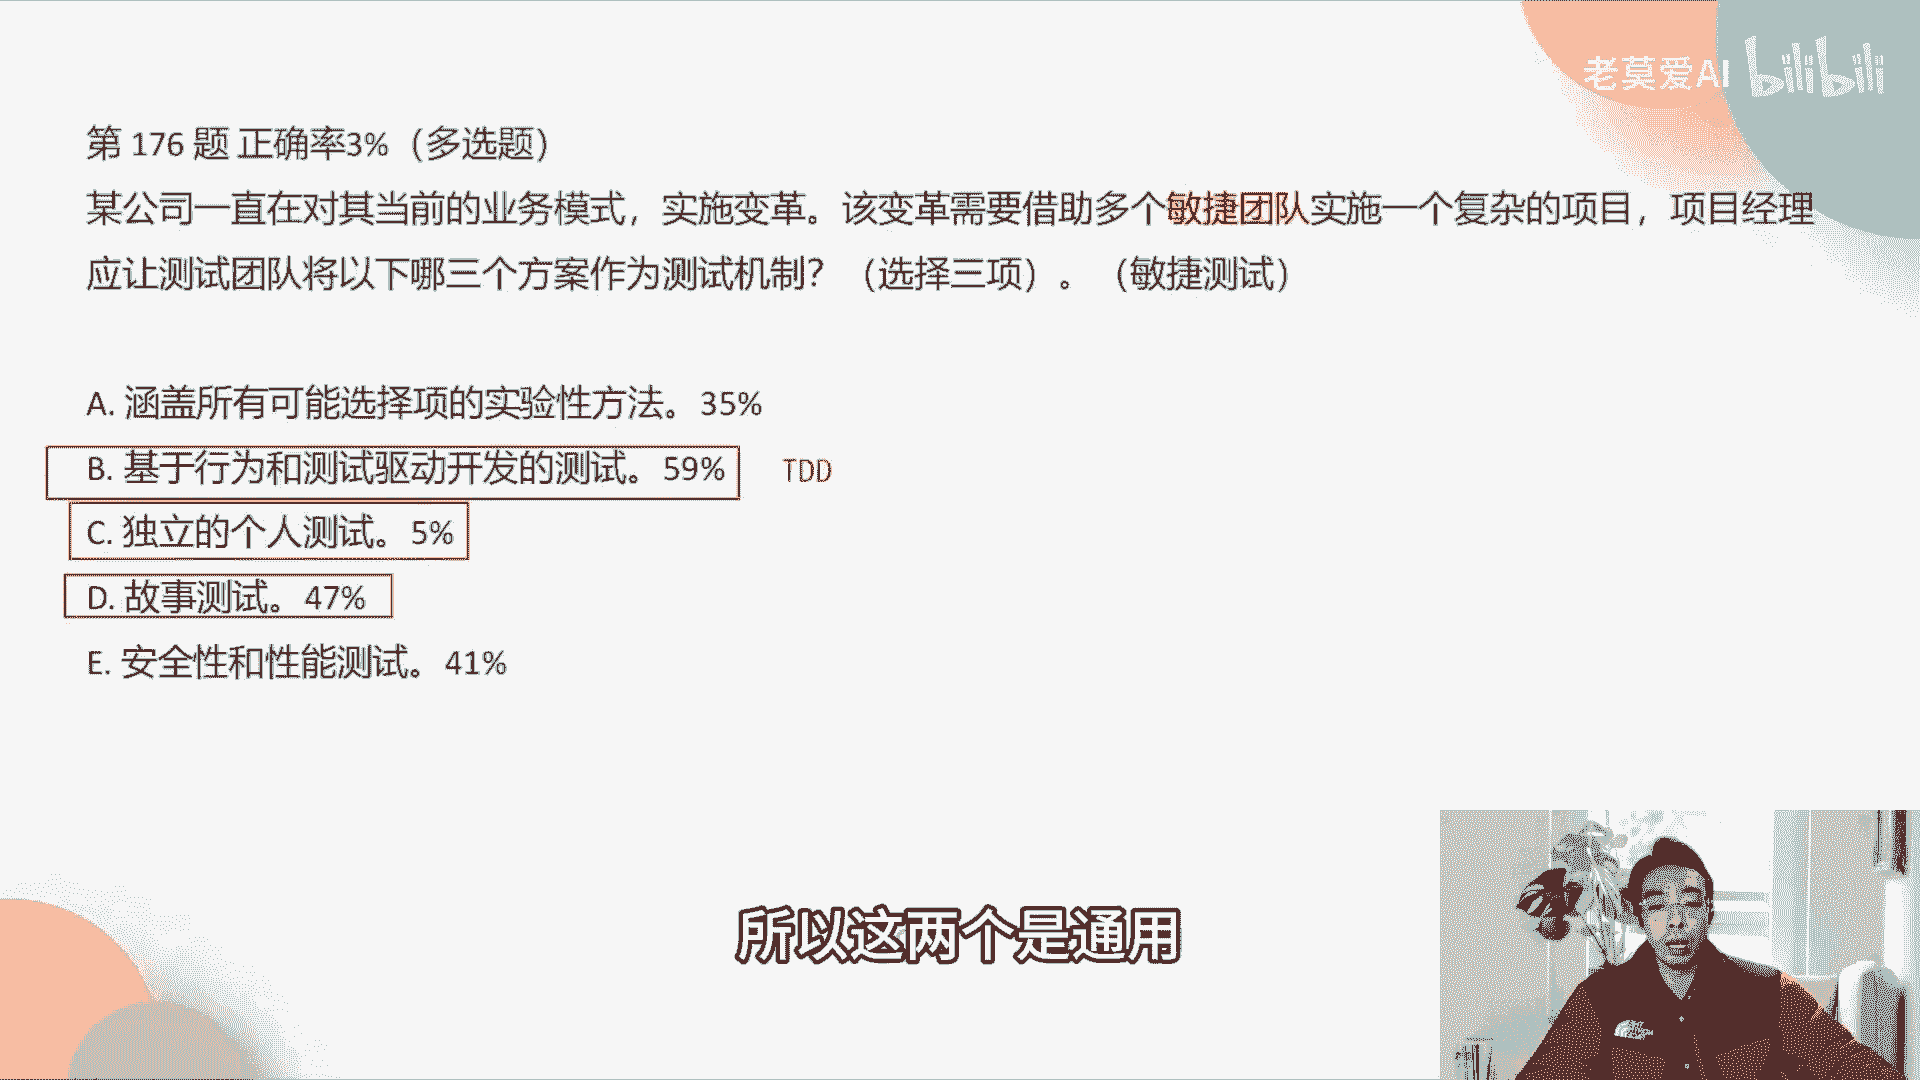 老莫爱AI bilibili
第 176 题 正确率3%（多选题）
某公司一直在对其当前的业务模式，实施变革。该变革需要借助多个敏捷团队实施一个复杂的项目，项目经理
应让测试团队将以下哪三个方案作为测试机制？（选择三项）。（敏捷测试）
A. 涵盖所有可能选择项的实验性方法。35%
B. 基于行为和测试驱动开发的测试。59% TDD
C. 独立的个人测试。5%
D. 故事测试。47%
E. 安全性和性能测试。41%
所以这两个是通用